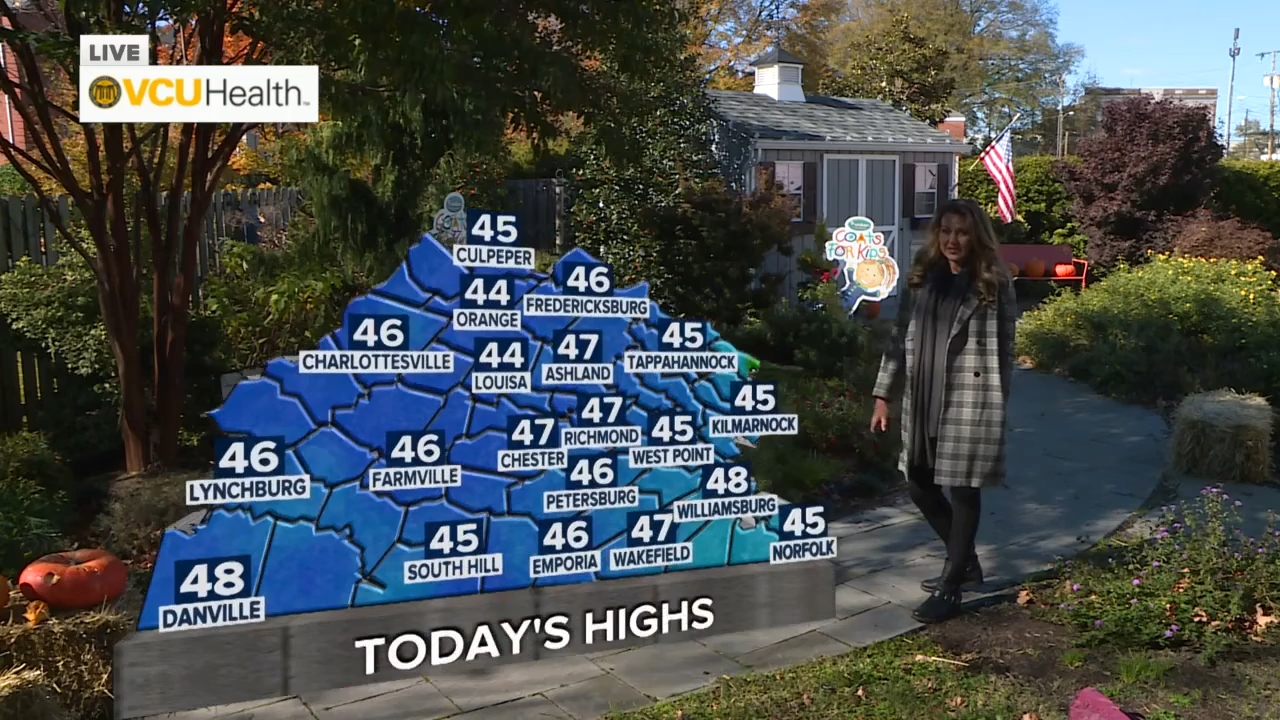 LIVE
VCU Health™
45
CULPEPER
46
FREDERICKSBURG
44
ORANGE
46
CHARLOTTESVILLE
44
LOUISA
47
ASHLAND
45
TAPPAHANNOCK
45
KILMARNOCK
47
RICHMOND
47
CHESTER
45
WEST POINT
46
LYNCHBURG
46
FARMVILLE
46
PETERSBURG
48
WILLIAMSBURG
45
SOUTH HILL
46
EMPORIA
47
WAKEFIELD
45
NORFOLK
48
DANVILLE
TODAY'S HIGHS
COATS
FOR KIDS